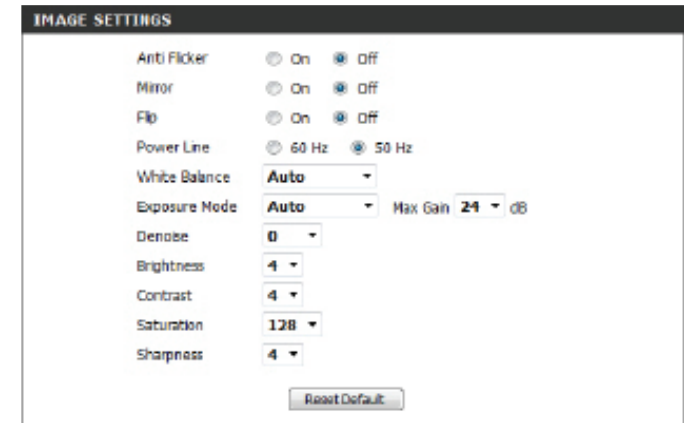 IMAGE SETTINGS
Anti Flicker On Off
Mirror On Off
Flip On Off
Power Line 60 Hz 50 Hz
White Balance Auto
Exposure Mode Auto Max Gain 24 dB
Denoise 0
Brightness 4
Contrast 4
Saturation 128
Sharpness 4
Reset Default